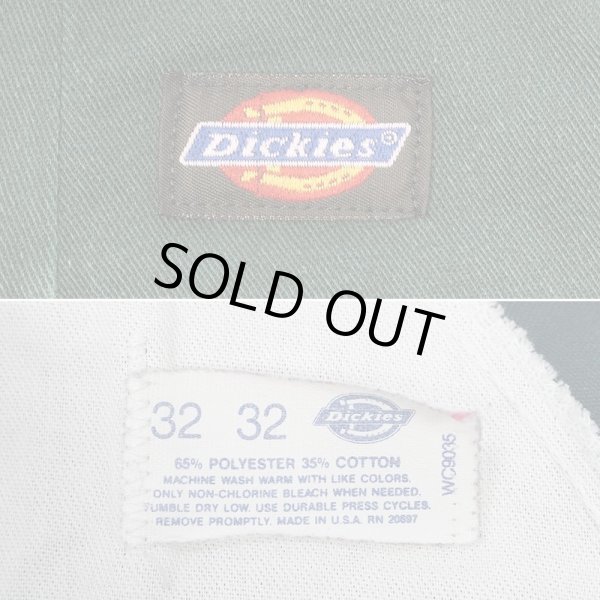 Dickies®
SOLD OUT
32 32 Dickies
65% POLYESTER 35% COTTON
MACHINE WASH WARM WITH LIKE COLORS.
ONLY NON-CHLORINE BLEACH WHEN NEEDED.
TUMBLE DRY LOW. USE DURABLE PRESS CYCLES.
REMOVE PROMPTLY. MADE IN U.S.A. RN 20697
WC9035